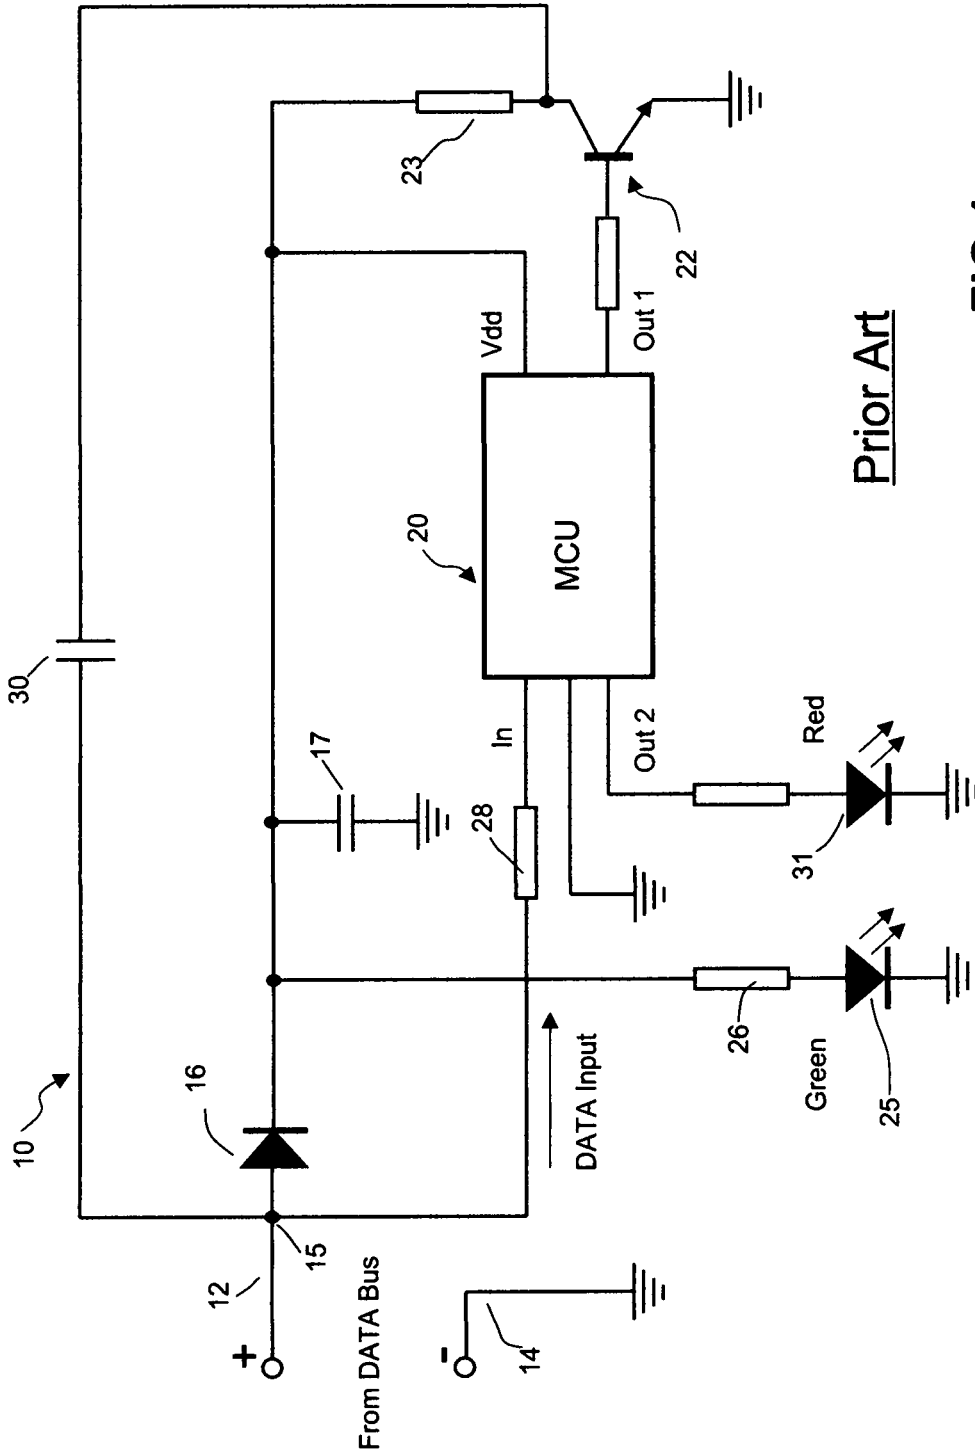 10
30
16
12
+
15
17
From DATA Bus
20
23
-
28
Vdd
In
14
MCU
DATA Input
Out 2
Out 1
22
26
31
Green
Red
Prior Art
25